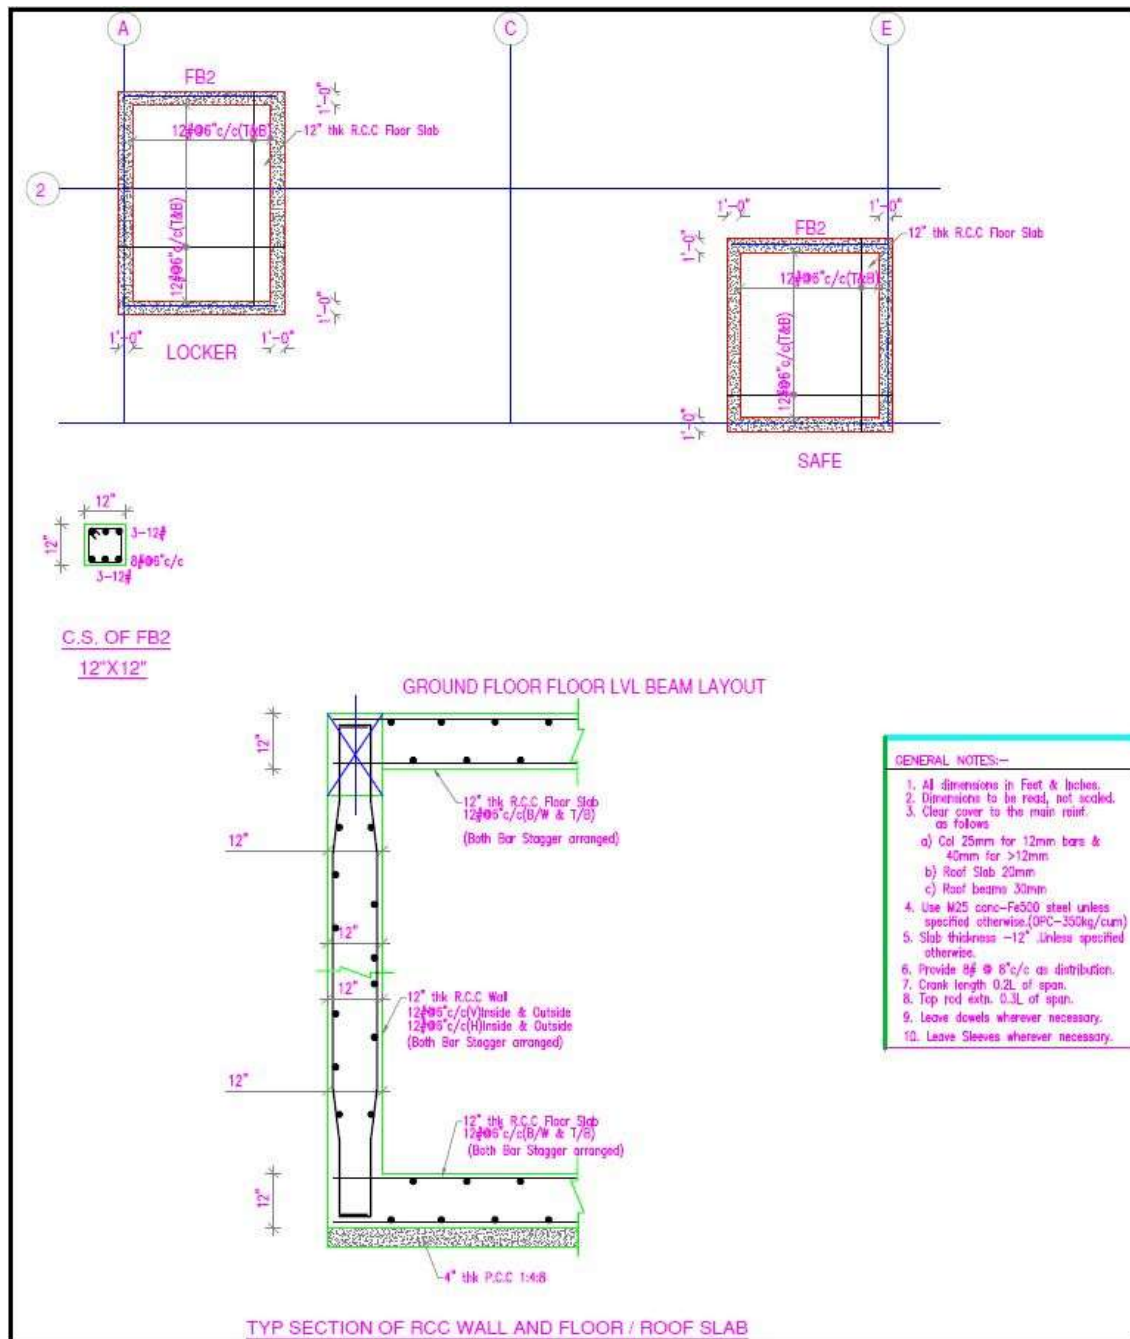 A
C
E
FB2
1'-0"
12#@6"c/c(T&B)
12" thk R.C.C Floor Slab
2
12#@6"c/c(T&B)
1'-0"
1'-0"
1'-0"
LOCKER
1'-0"
1'-0"
FB2
1'-0"
12" thk R.C.C Floor Slab
12#@6"c/c(T&B)
12#@6"c/c(T&B)
1'-0"
SAFE
12"
12"
3-12#
8#@6"c/c
3-12#
C.S. OF FB2
12"X12"
GROUND FLOOR FLOOR LVL BEAM LAYOUT
12"
12" thk R.C.C Floor Slab
12#@6"c/c(B/W & T/B)
(Both Bar Stagger arranged)
12"
12"
12"
12" thk R.C.C Wall
12#@6"c/c(V)Inside & Outside
12#@6"c/c(H)Inside & Outside
(Both Bar Stagger arranged)
12"
12" thk R.C.C Floor Slab
12#@6"c/c(B/W & T/B)
(Both Bar Stagger arranged)
12"
4" thk P.C.C 1:4:8
TYP SECTION OF RCC WALL AND FLOOR / ROOF SLAB
GENERAL NOTES:-
1. All dimensions in Feet & Inches.
2. Dimensions to be read, not scaled.
3. Clear cover to the main reinf.
as follows
a) Col 25mm for 12mm bars &
40mm for >12mm
b) Roof Slab 20mm
c) Roof beams 30mm
4. Use M25 conc-Fe500 steel unless
specified otherwise.(OPC-350kg/cum)
5. Slab thickness -12" .Unless specified
otherwise.
6. Provide 8# @ 8"c/c as distribution.
7. Crank length 0.2L of span.
8. Top rod extn. 0.3L of span.
9. Leave dowels wherever necessary.
10. Leave Sleeves wherever necessary.